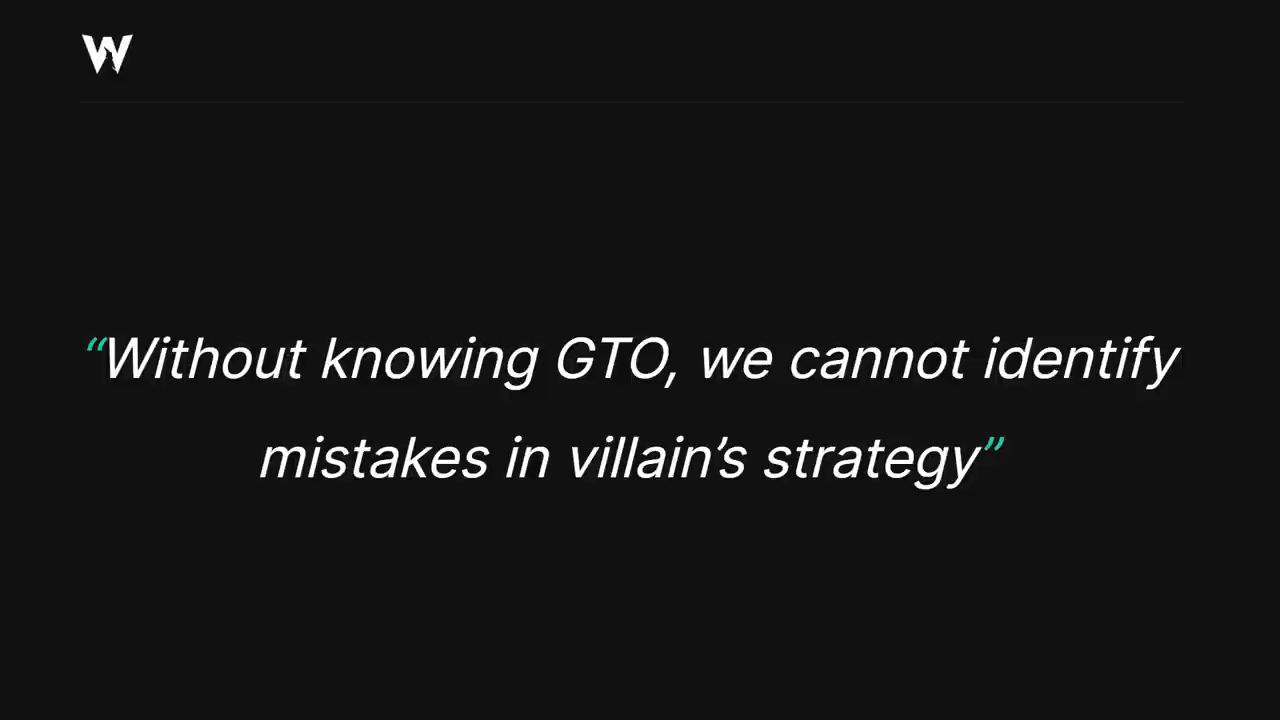 W
“Without knowing GTO, we cannot identify
mistakes in villain’s strategy”